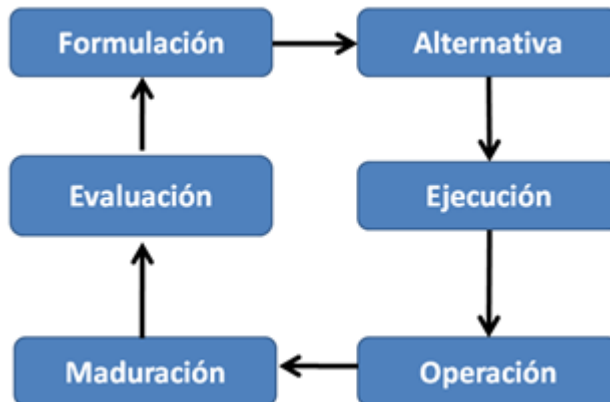 Formulación
Alternativa
Evaluación
Ejecución
Maduración
Operación